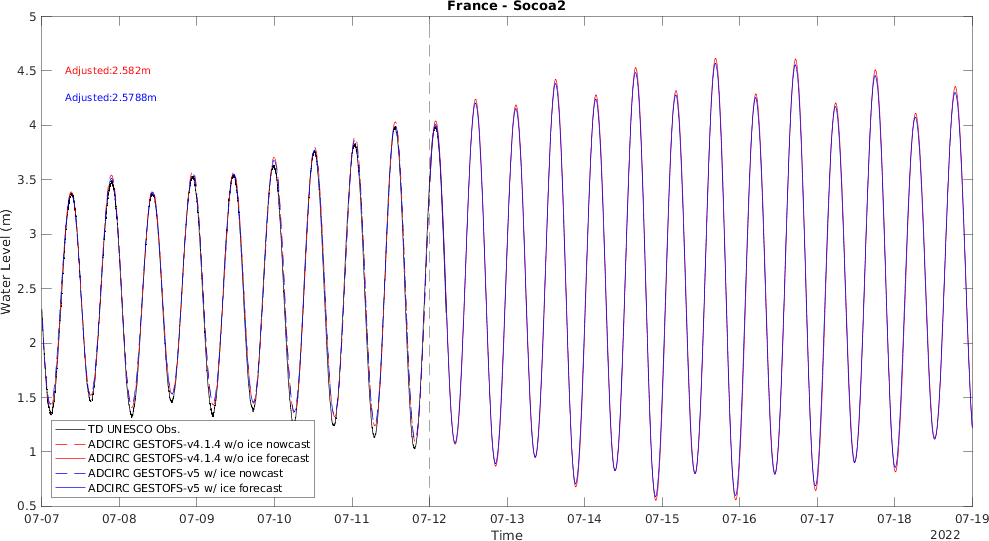 France - Socoa2
Adjusted:2.582m
Adjusted:2.5788m
Water Level (m)
5
4.5
4
3.5
3
2.5
2
1.5
1
0.5
TD UNESCO Obs.
ADCIRC GESTOFS-v4.1.4 w/o ice nowcast
ADCIRC GESTOFS-v4.1.4 w/o ice forecast
ADCIRC GESTOFS-v5 w/ ice nowcast
ADCIRC GESTOFS-v5 w/ ice forecast
07-07 07-08 07-09 07-10 07-11 07-12 07-13 07-14 07-15 07-16 07-17 07-18 07-19
Time
2022